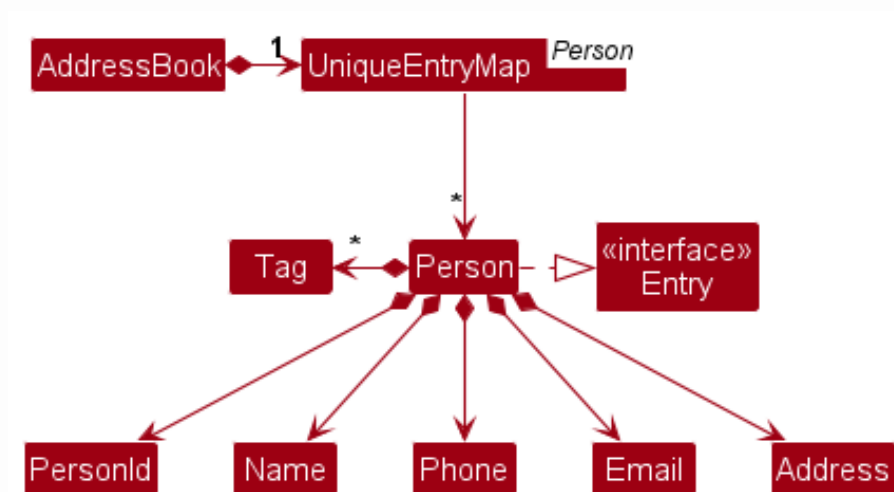 AddressBook
1
UniqueEntryMap
Person
*
*
Tag
Person
«interface»
Entry
PersonId
Name
Phone
Email
Address